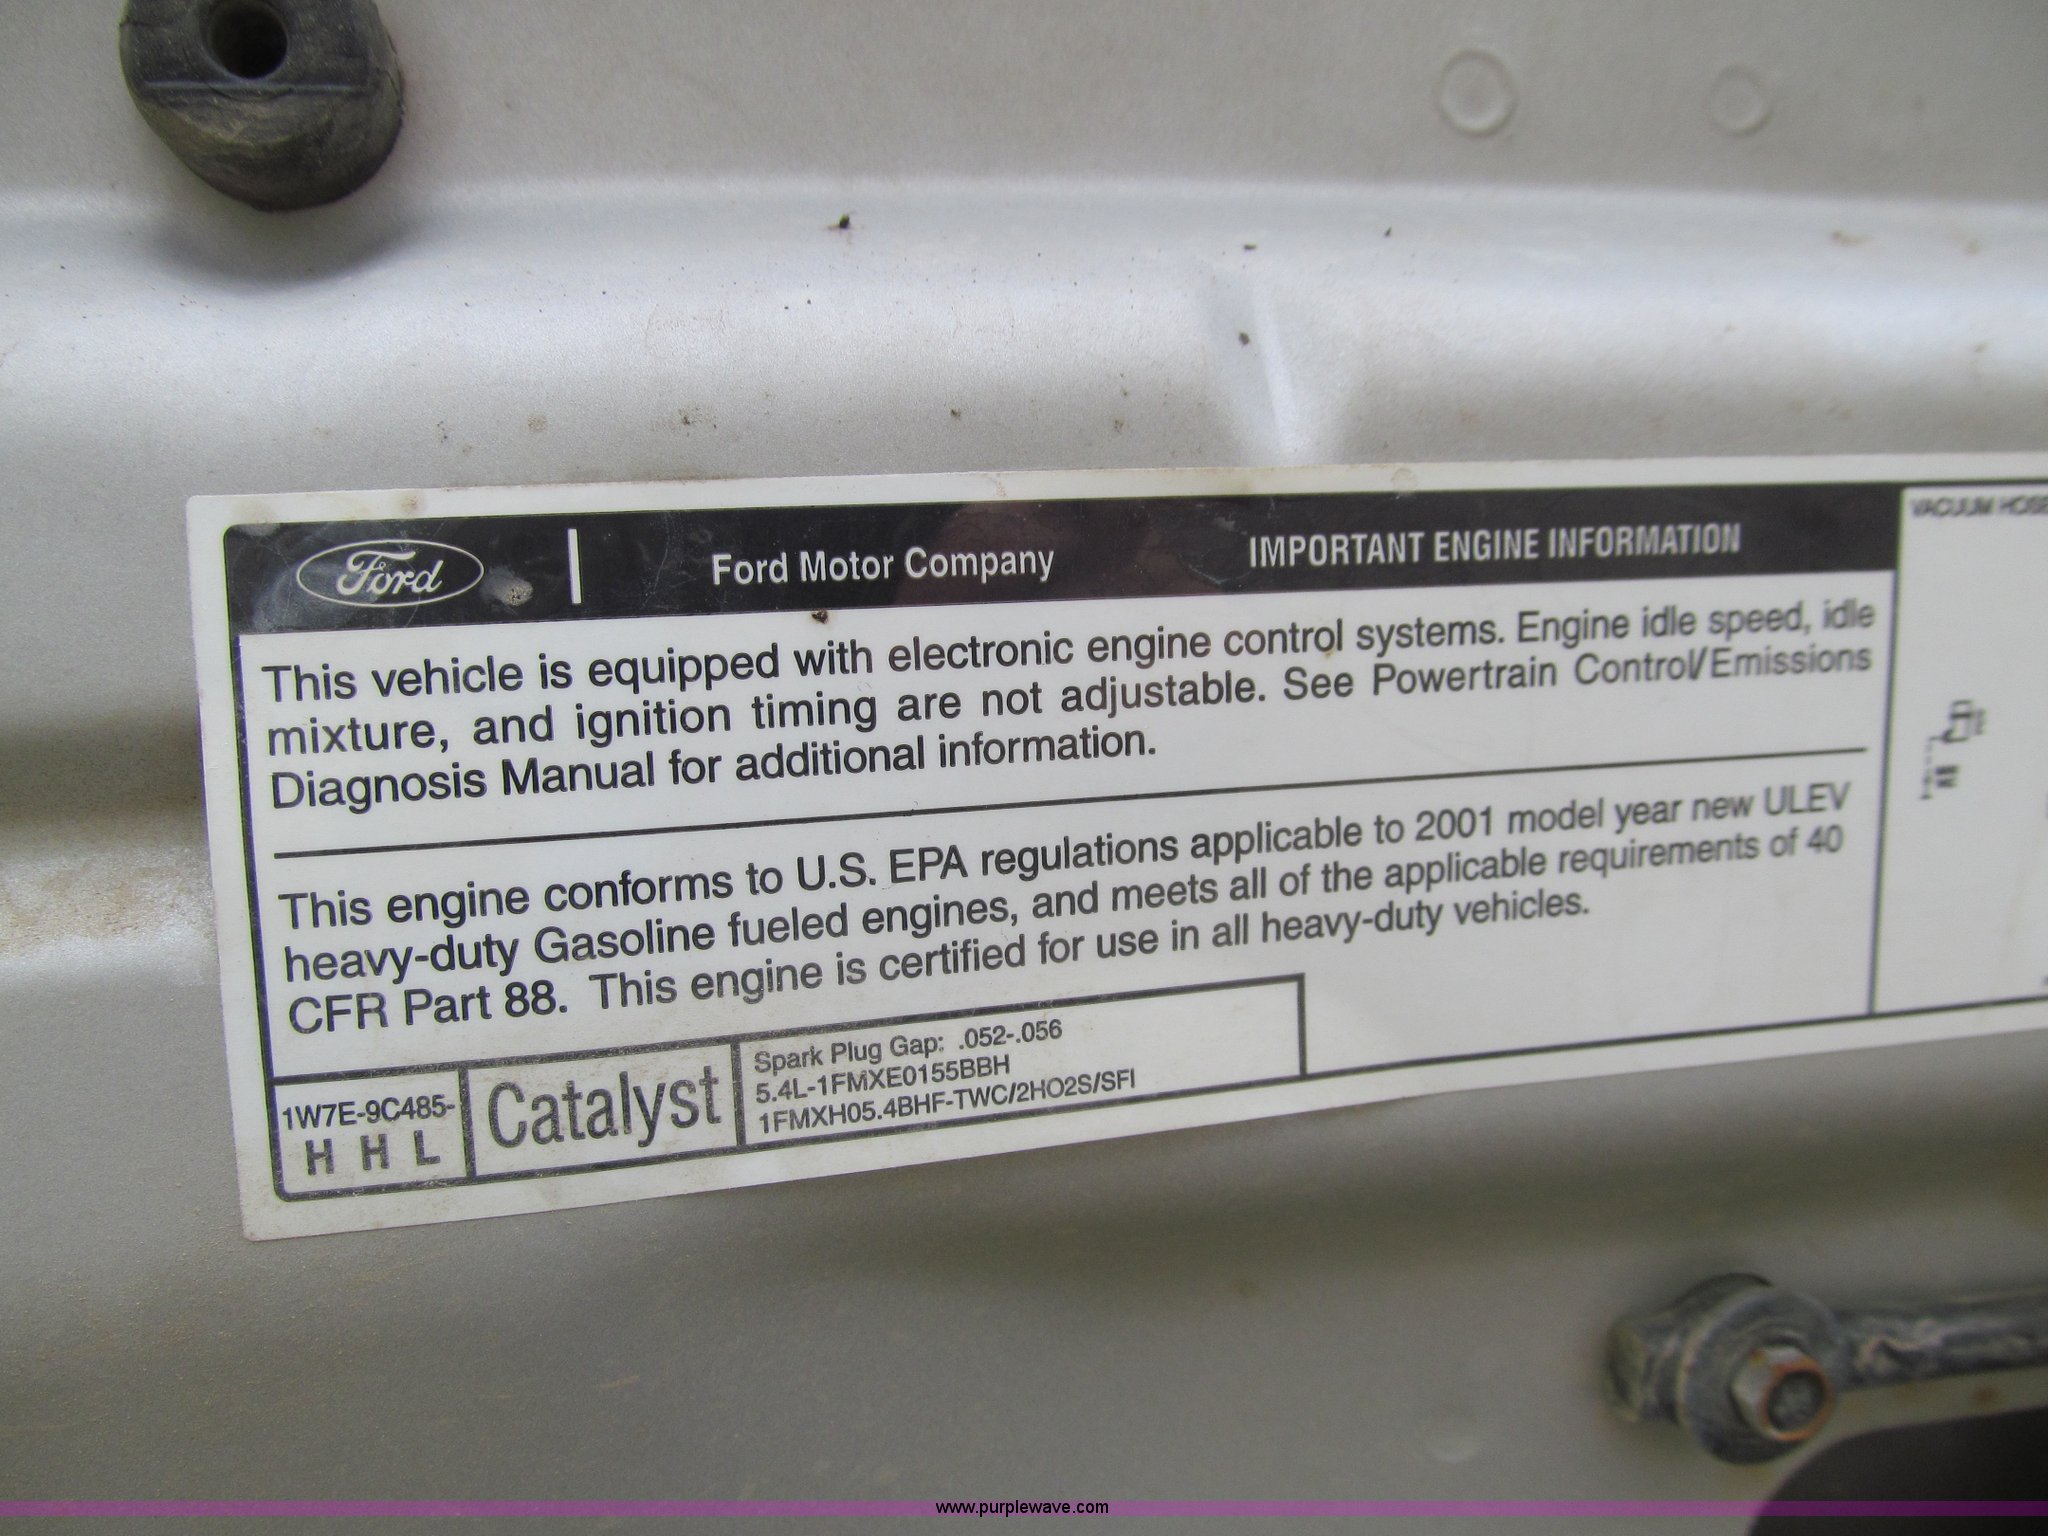 Ford
Ford Motor Company
IMPORTANT ENGINE INFORMATION
This vehicle is equipped with electronic engine control systems. Engine idle speed, idle
mixture, and ignition timing are not adjustable. See Powertrain Control/Emissions
Diagnosis Manual for additional information.
This engine conforms to U.S. EPA regulations applicable to 2001 model year new ULEV
heavy-duty Gasoline fueled engines, and meets all of the applicable requirements of 40
CFR Part 88. This engine is certified for use in all heavy-duty vehicles.
1W7E-9C485-
H H L
Catalyst
Spark Plug Gap: .052-.056
5.4L-1FMXE0155BBH
1FMXH05.4BHF-TWC/2HO2S/SFI
VACUUM HOSE
www.purplewave.com